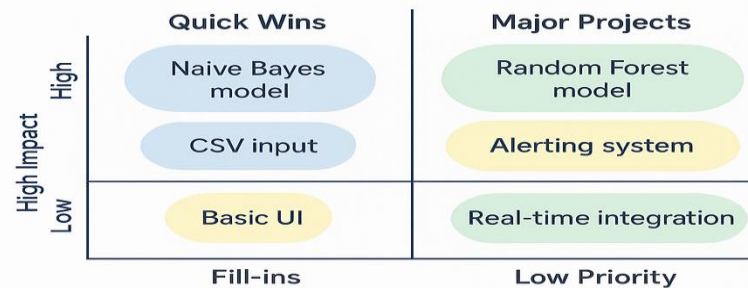 Quick Wins
Major Projects
High Impact
High
Low
Naive Bayes
model
Random Forest
model
CSV input
Alerting system
Basic UI
Real-time integration
Fill-ins
Low Priority